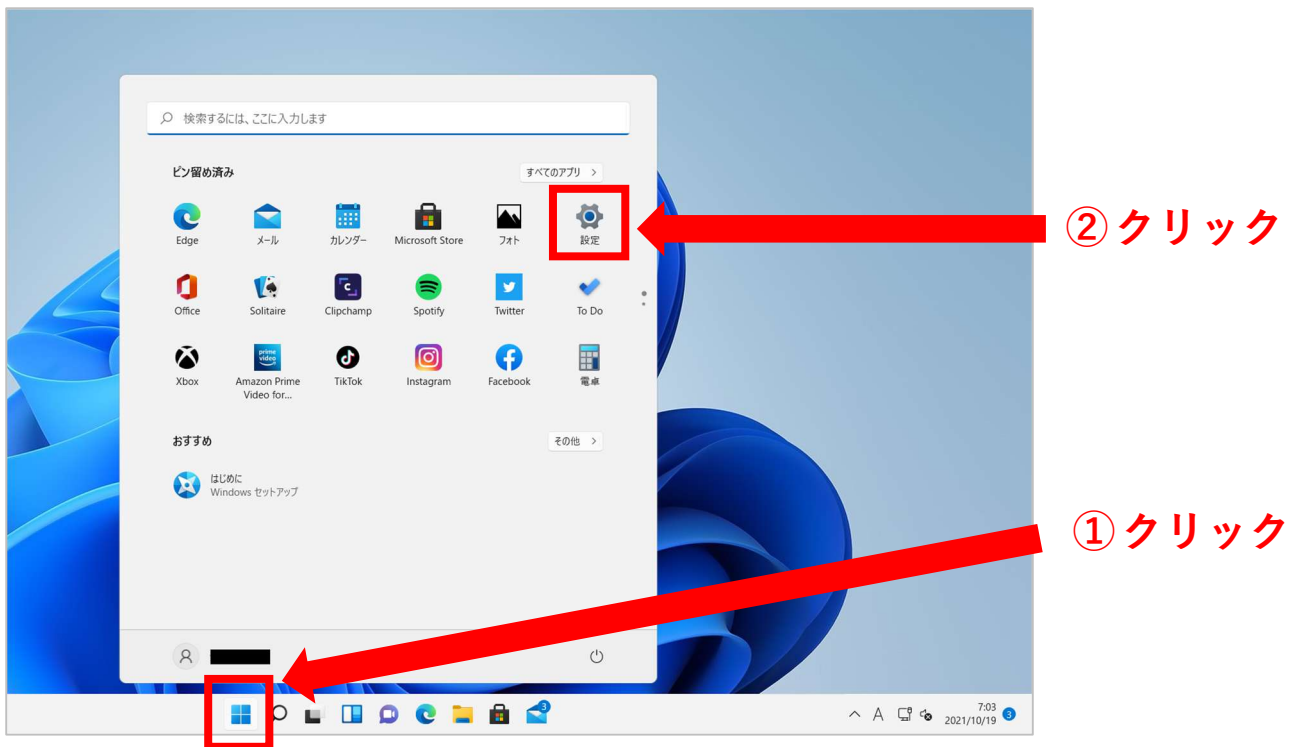 検索するには、ここに入力します
ピン留め済み
すべてのアプリ >
Edge
メール
カレンダー
Microsoft Store
フォト
設定
②クリック
Office
Solitaire
Clipchamp
Spotify
Twitter
To Do
prime video
Xbox
Amazon Prime
Video for...
TikTok
Instagram
Facebook
電卓
おすすめ
その他 >
はじめに
Windows セットアップ
①クリック
3
A
7:03
2021/10/19
3